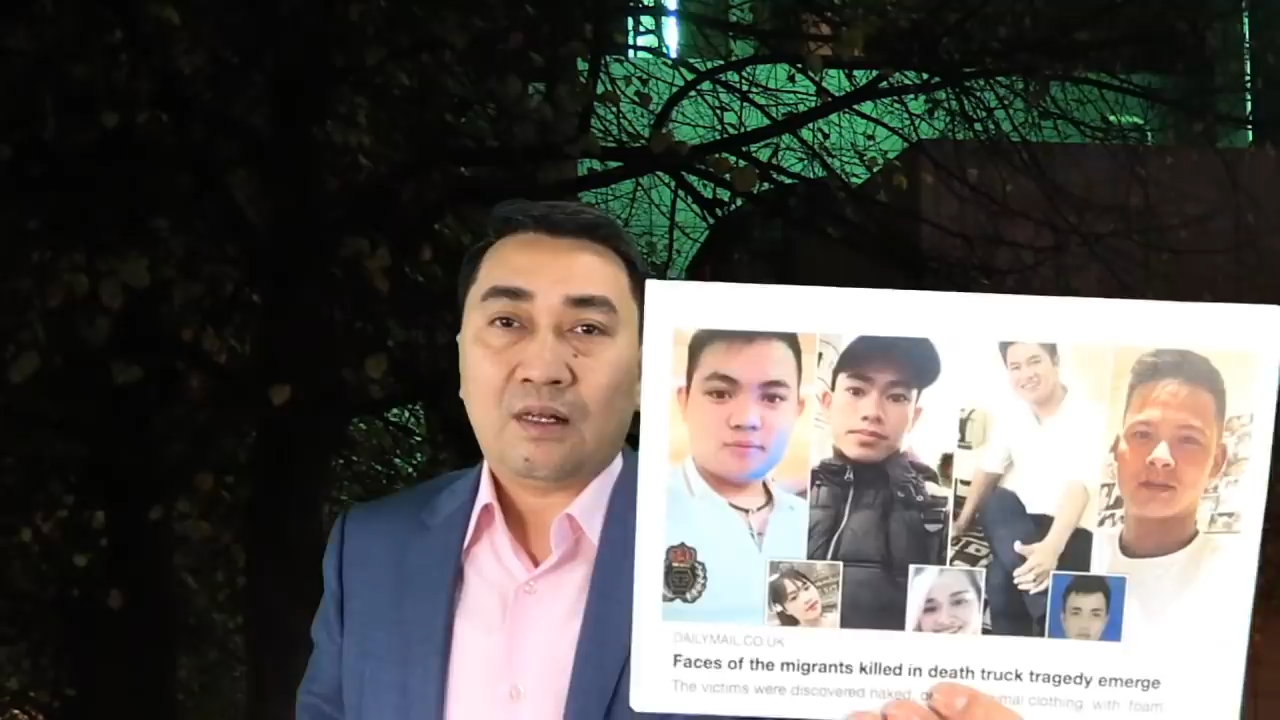 DAILYMAIL.CO.UK
Faces of the migrants killed in death truck tragedy emerge
The victims were discovered naked, clothing, with foam